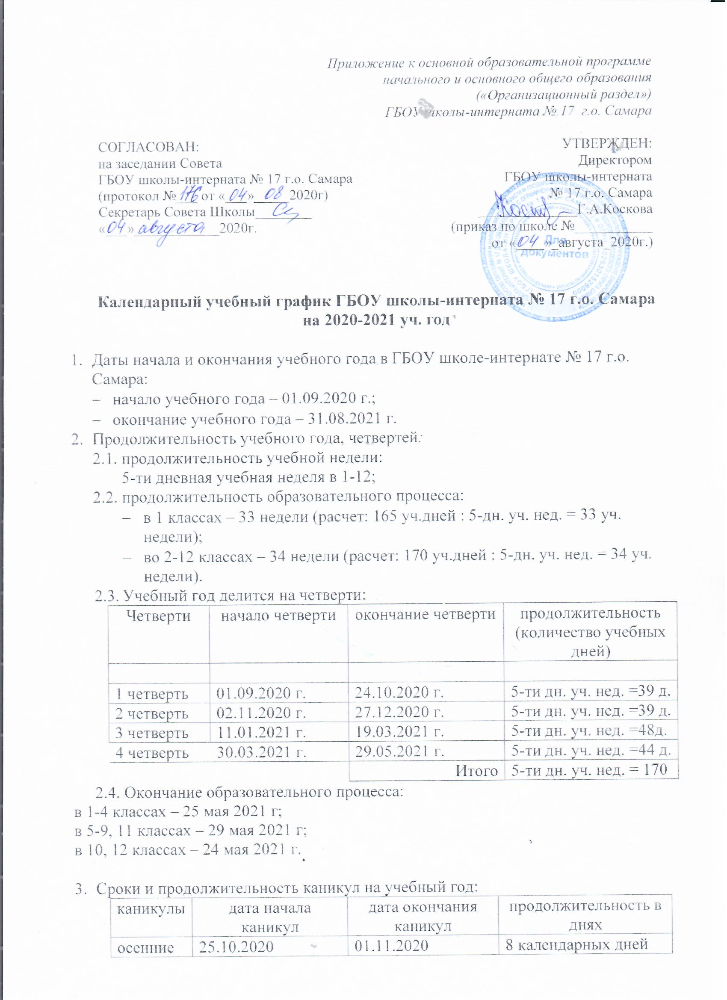 Приложение к основной образовательной программе
начального и основного общего образования
(«Организационный раздел»)
ГБОУ школы-интерната № 17 г.о. Самара
СОГЛАСОВАН:
на заседании Совета
ГБОУ школы-интерната № 17 г.о. Самара
(протокол № 176 от «04» 08 2020г)
Секретарь Совета Школы
«04» августа 2020г.
УТВЕРЖДЕН:
Директором
ГБОУ школы-интерната
№ 17 г.о. Самара
Г.А.Коскова
(приказ по школе №____________
от «04»_августа_2020г.)
Для
документов
Календарный учебный график ГБОУ школы-интерната № 17 г.о. Самара
на 2020-2021 уч. год
1. Даты начала и окончания учебного года в ГБОУ школе-интернате № 17 г.о.
Самара:
– начало учебного года – 01.09.2020 г.;
– окончание учебного года – 31.08.2021 г.
2. Продолжительность учебного года, четвертей:
2.1. продолжительность учебной недели:
5-ти дневная учебная неделя в 1-12;
2.2. продолжительность образовательного процесса:
– в 1 классах – 33 недели (расчет: 165 уч.дней : 5-дн. уч. нед. = 33 уч.
недели);
– во 2-12 классах – 34 недели (расчет: 170 уч.дней : 5-дн. уч. нед. = 34 уч.
недели).
2.3. Учебный год делится на четверти:
Четверти начало четверти окончание четверти продолжительность
(количество учебных
дней)
1 четверть 01.09.2020 г. 24.10.2020 г. 5-ти дн. уч. нед. =39 д.
2 четверть 02.11.2020 г. 27.12.2020 г. 5-ти дн. уч. нед. =39 д.
3 четверть 11.01.2021 г. 19.03.2021 г. 5-ти дн. уч. нед. =48д.
4 четверть 30.03.2021 г. 29.05.2021 г. 5-ти дн. уч. нед. =44 д.
Итого 5-ти дн. уч. нед. = 170
2.4. Окончание образовательного процесса:
в 1-4 классах – 25 мая 2021 г;
в 5-9, 11 классах – 29 мая 2021 г;
в 10, 12 классах – 24 мая 2021 г.
3. Сроки и продолжительность каникул на учебный год:
каникулы дата начала дата окончания продолжительность в
каникул каникул днях
осенние 25.10.2020 01.11.2020 8 календарных дней